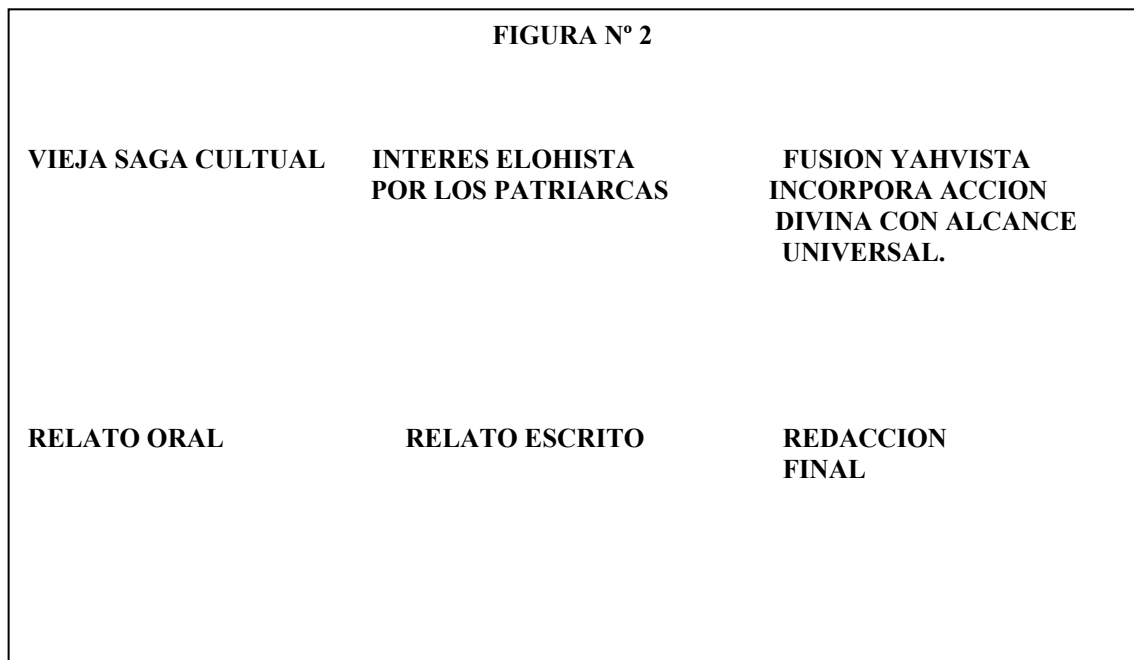 FIGURA Nº 2
VIEJA SAGA CULTUAL INTERES ELOHISTA FUSION YAHVISTA
POR LOS PATRIARCAS INCORPORA ACCION
DIVINA CON ALCANCE
UNIVERSAL.
RELATO ORAL RELATO ESCRITO REDACCION
FINAL